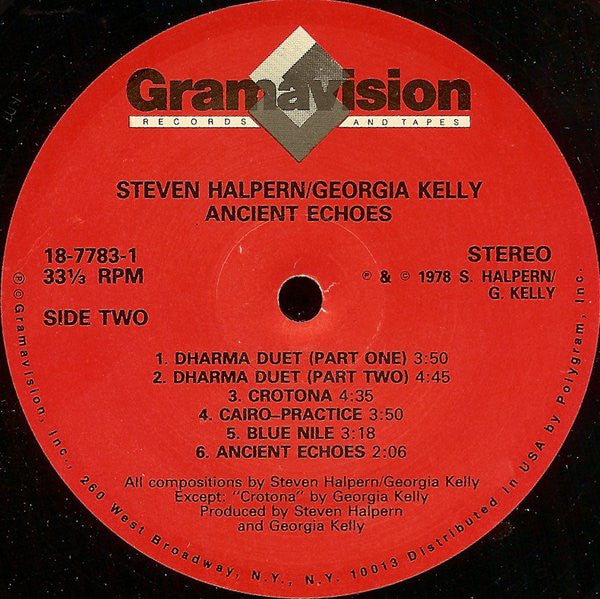 Gramavision
RECORDS AND TAPES
STEVEN HALPERN/GEORGIA KELLY
ANCIENT ECHOES
18-7783-1
33⅓ RPM
SIDE TWO
STEREO
℗ & © 1978 S. HALPERN/
G. KELLY
1. DHARMA DUET (PART ONE) 3:50
2. DHARMA DUET (PART TWO) 4:45
3. CROTONA 4:35
4. CAIRO-PRACTICE 3:50
5. BLUE NILE 3:18
6. ANCIENT ECHOES 2:06
All compositions by Steven Halpern/Georgia Kelly
Except: "Crotona" by Georgia Kelly
Produced by Steven Halpern
and Georgia Kelly
℗©Gramavision, Inc., 260 West Broadway, N.Y., N.Y. 10013 Distributed in USA by Polygram, Inc.